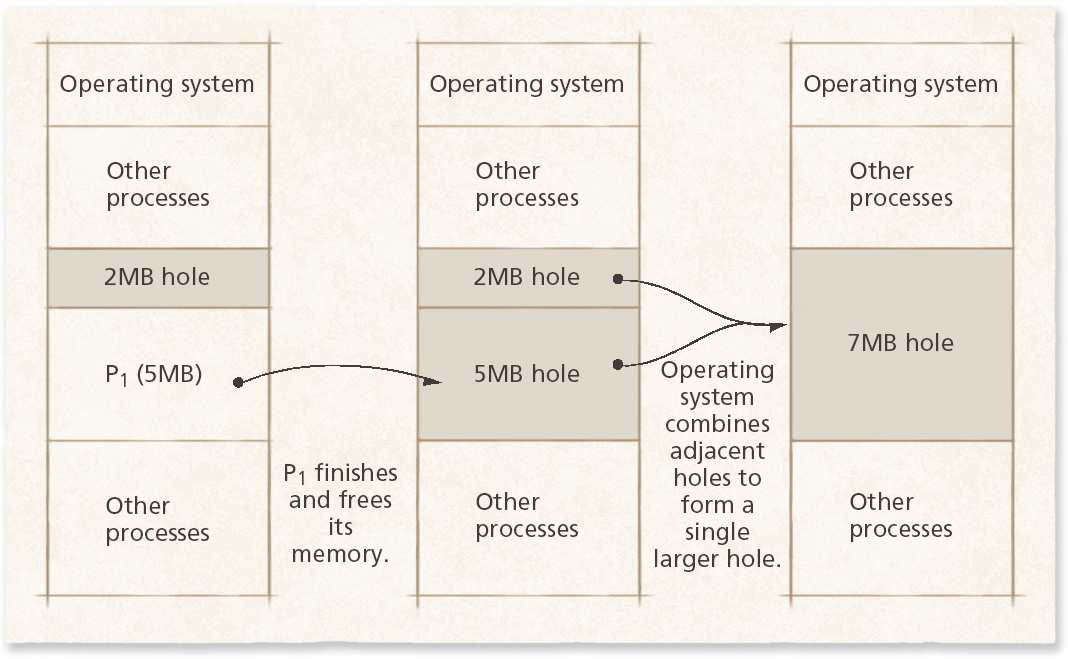 Operating system
Other
processes
2MB hole
P₁ (5MB)
Other
processes
P₁ finishes
and frees
its
memory.
Operating system
Other
processes
2MB hole
5MB hole
Other
processes
Operating
system
combines
adjacent
holes to
form a
single
larger hole.
Operating system
Other
processes
7MB hole
Other
processes